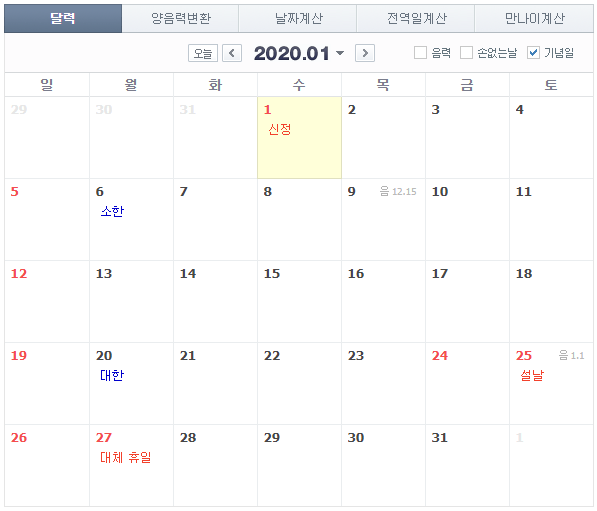 달력 양음력변환 날짜계산 전역일계산 만나이계산
오늘 2020.01 음력 손없는날 기념일
일 월 화 수 목 금 토
29 30 31 1 2 3 4
신정
5 6 7 8 9 음 12.15 10 11
소한
12 13 14 15 16 17 18
19 20 21 22 23 24 25 음 1.1
대한 설날
26 27 28 29 30 31 1
대체 휴일